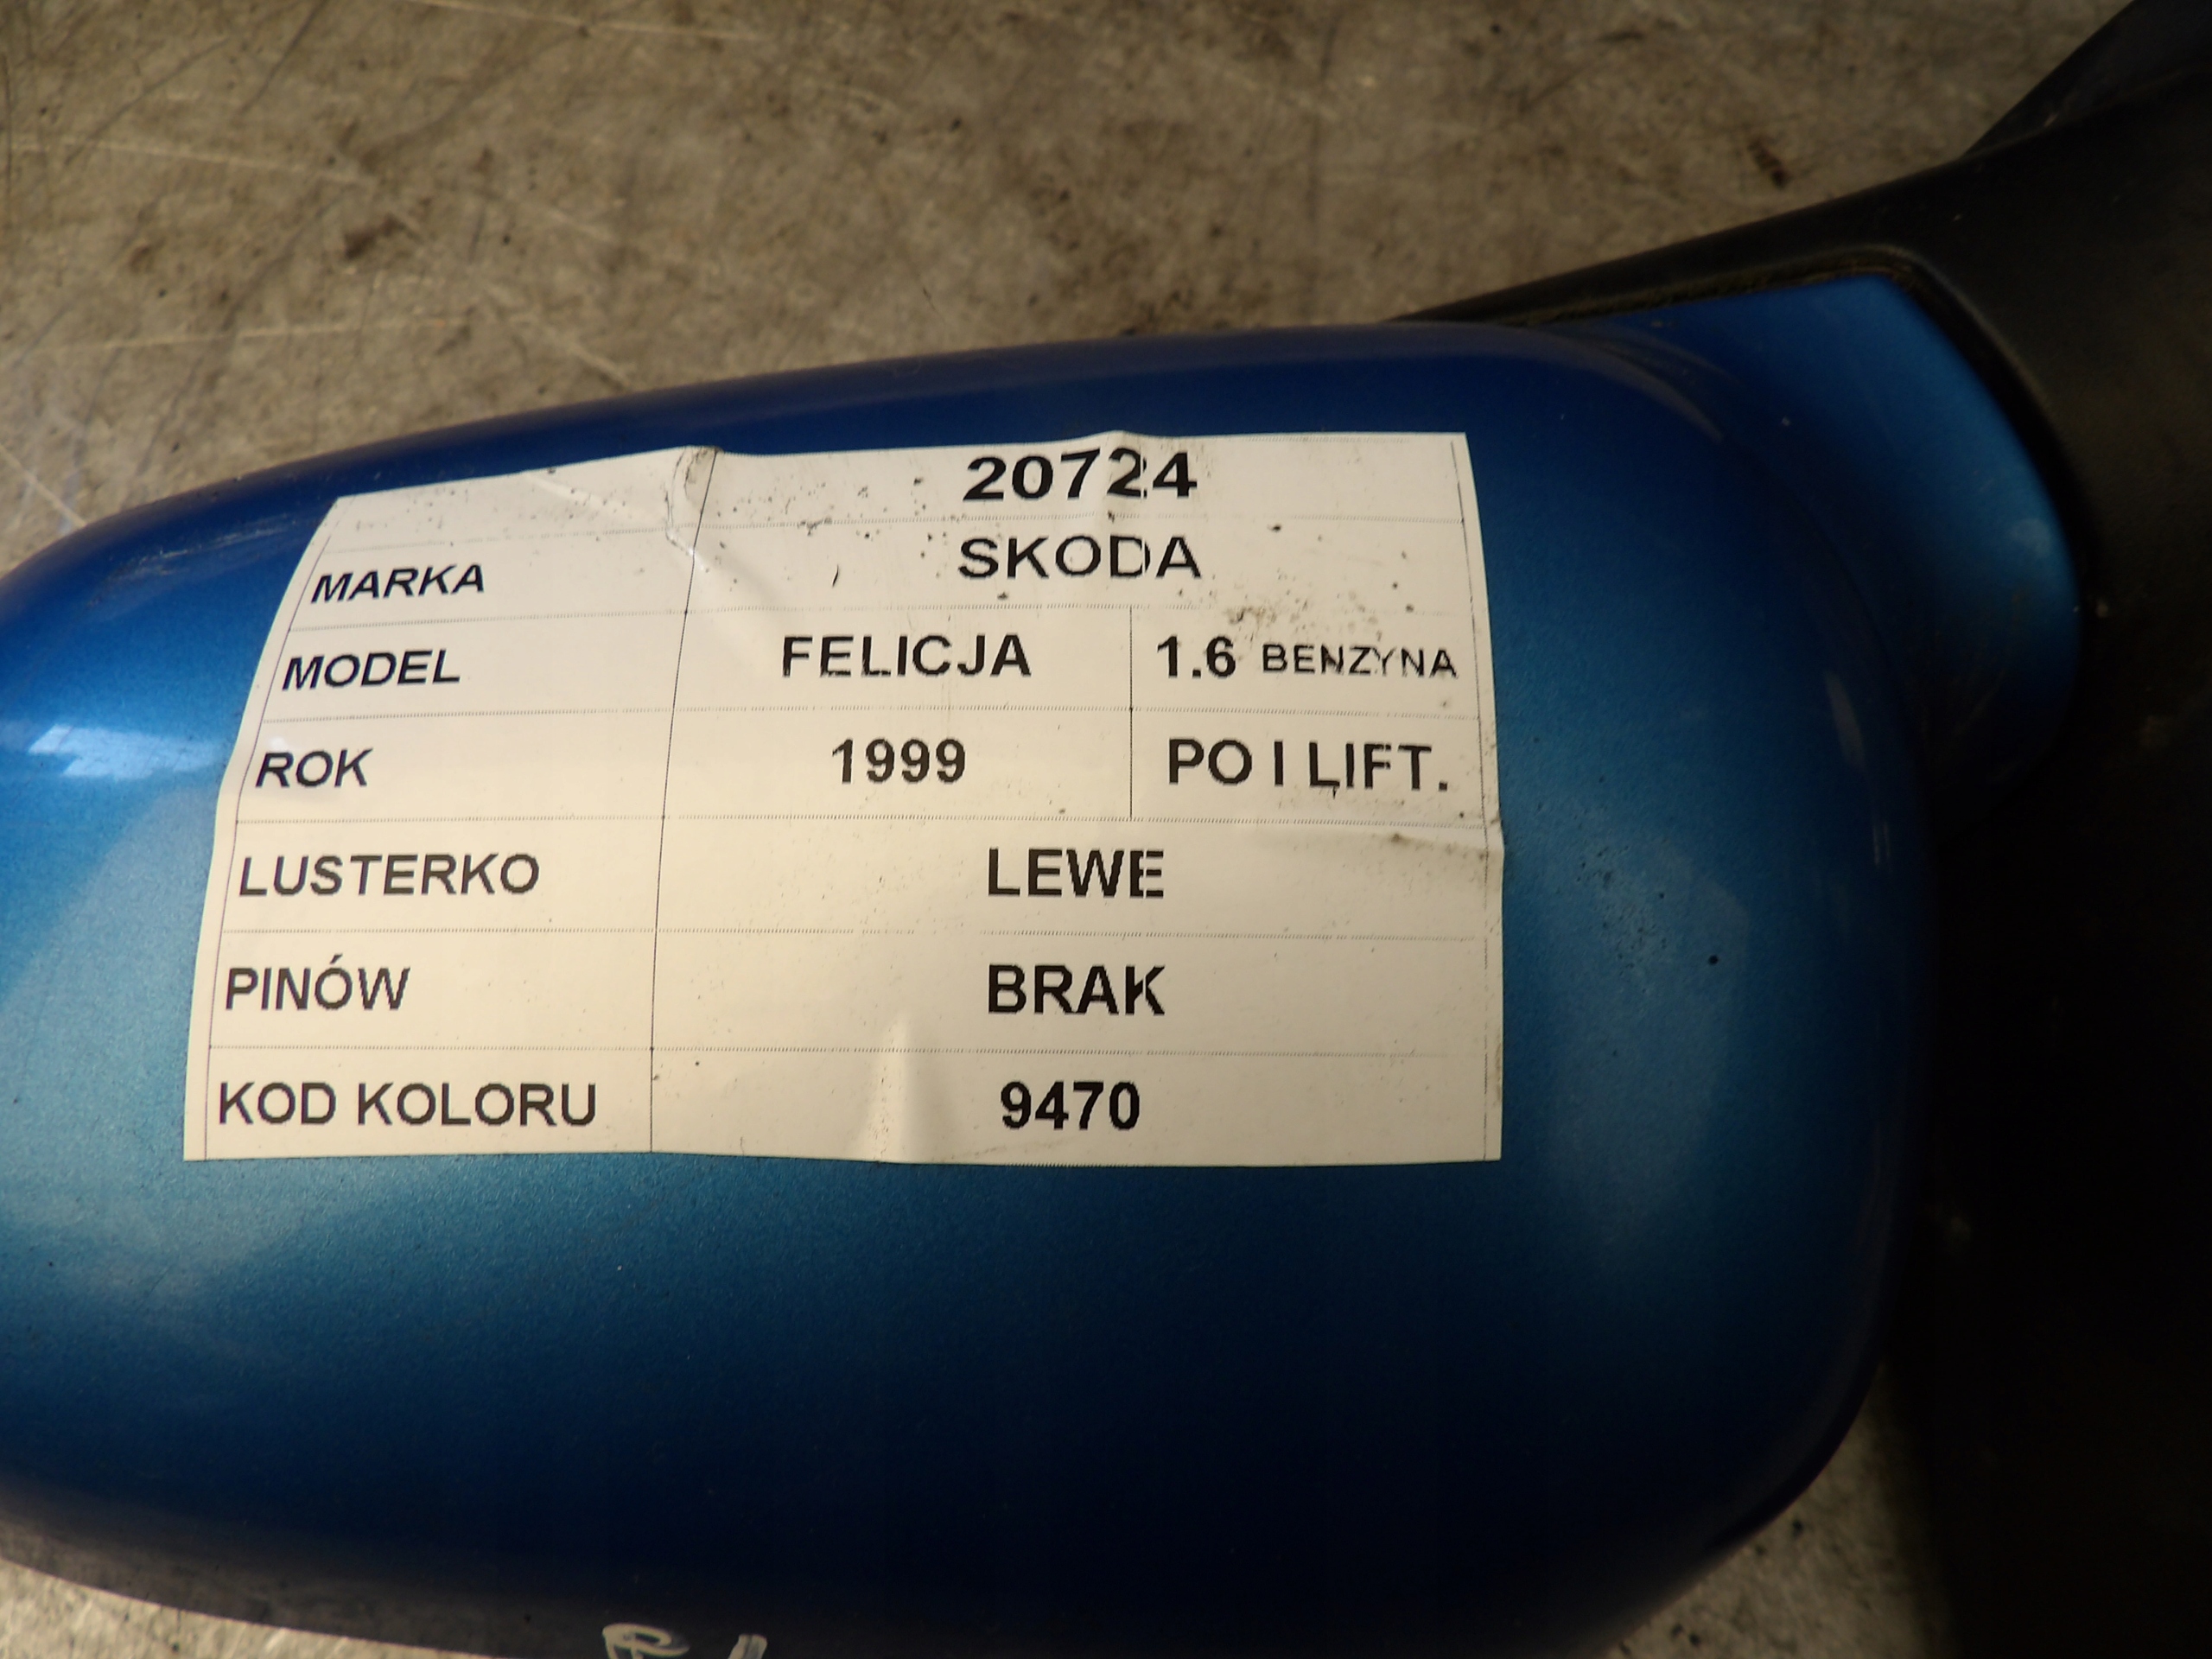 20724
MARKA SKODA
MODEL FELICJA 1.6 BENZYNA
ROK 1999 PO I LIFT.
LUSTERKO LEWE
PINÓW BRAK
KOD KOLORU 9470